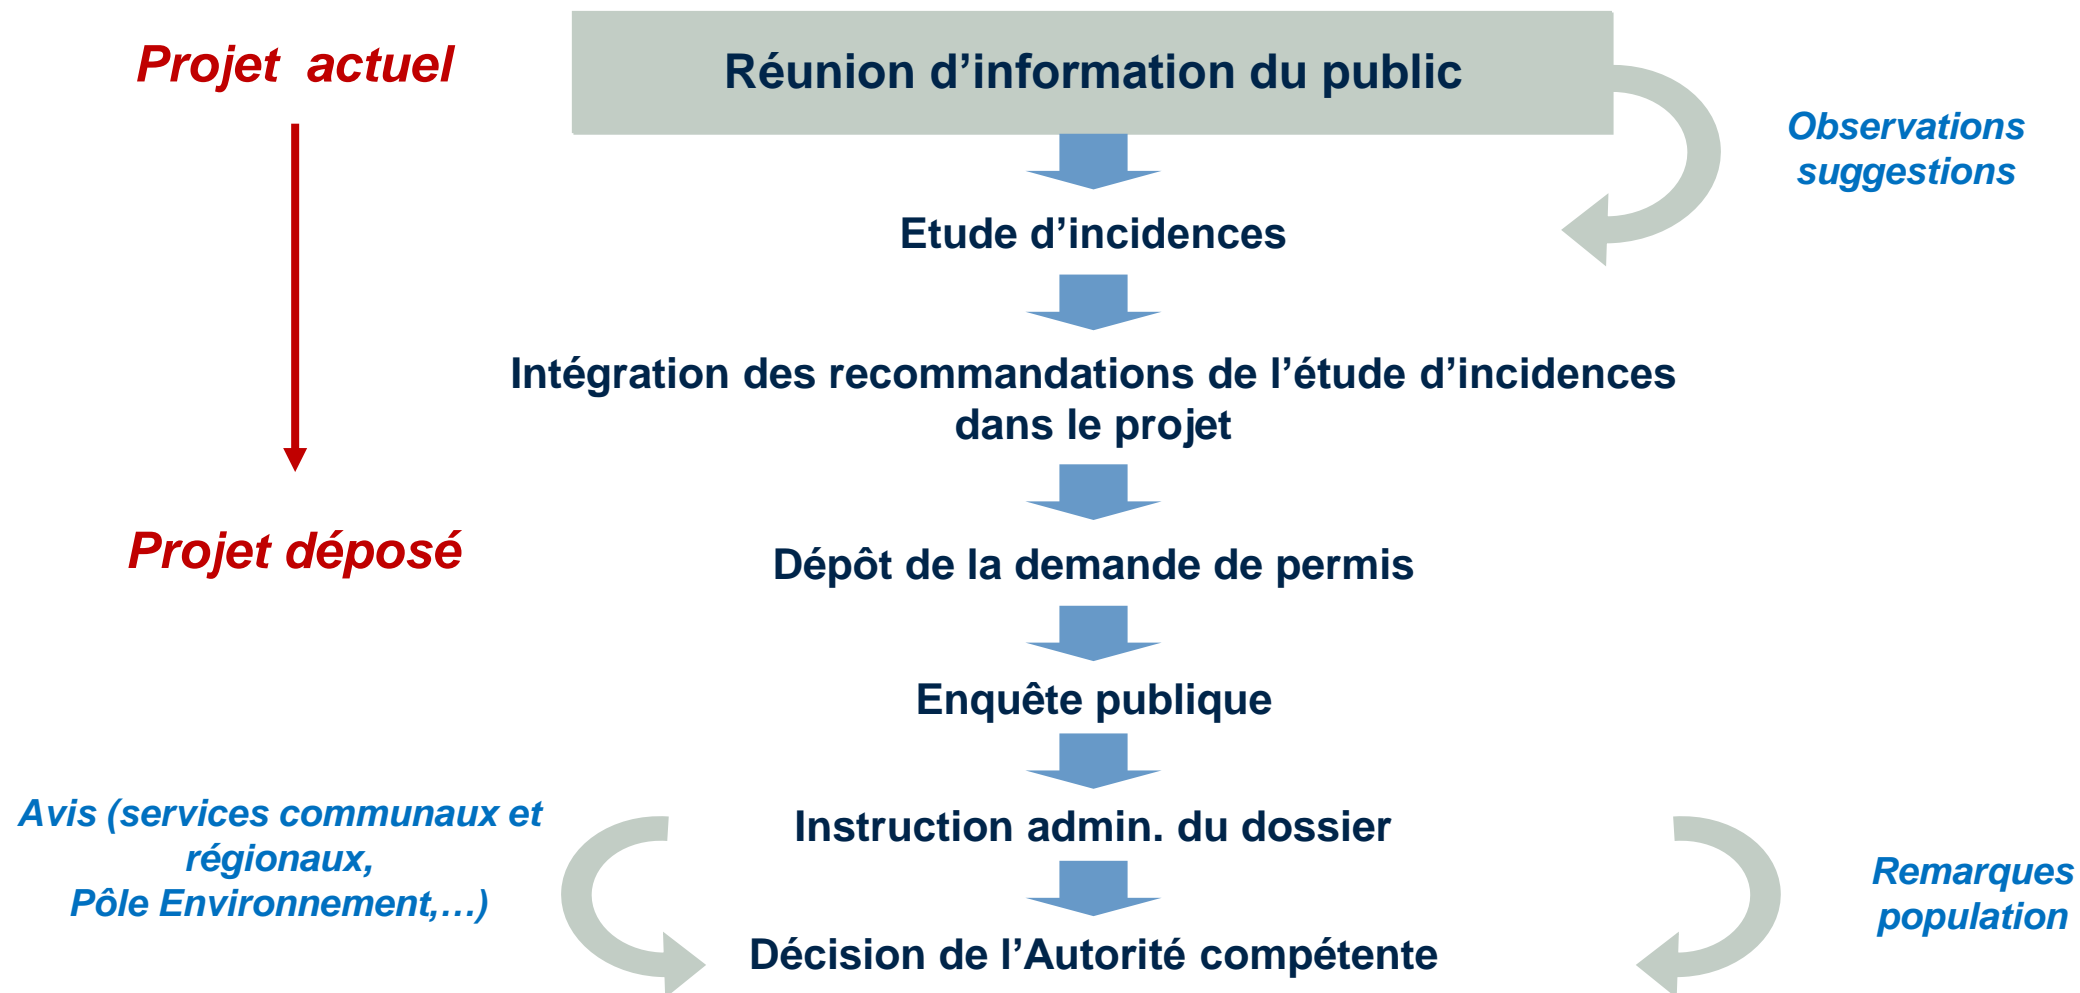 Projet actuel
Réunion d’information du public
Observations
suggestions
Etude d’incidences
Intégration des recommandations de l’étude d’incidences
dans le projet
Projet déposé
Dépôt de la demande de permis
Enquête publique
Avis (services communaux et
régionaux,
Pôle Environnement,…)
Instruction admin. du dossier
Remarques
population
Décision de l’Autorité compétente